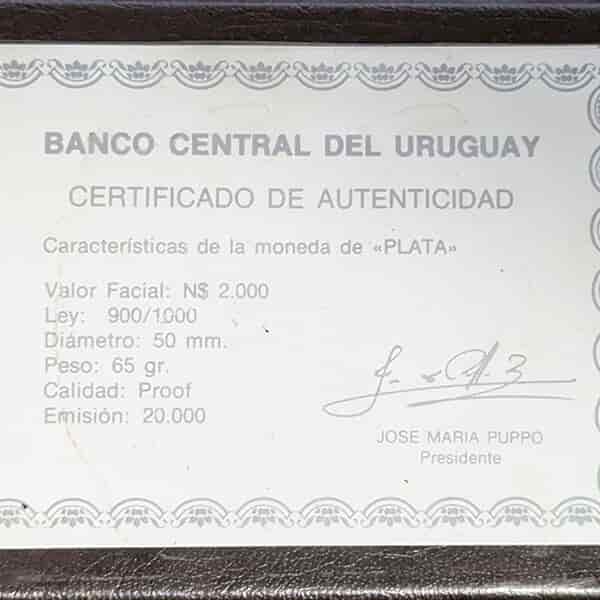 BANCO CENTRAL DEL URUGUAY
CERTIFICADO DE AUTENTICIDAD
Características de la moneda de «PLATA»
Valor Facial: N$ 2.000
Ley: 900/1000
Diámetro: 50 mm.
Peso: 65 gr.
Calidad: Proof
Emisión: 20.000
JOSE MARIA PUPPO
Presidente